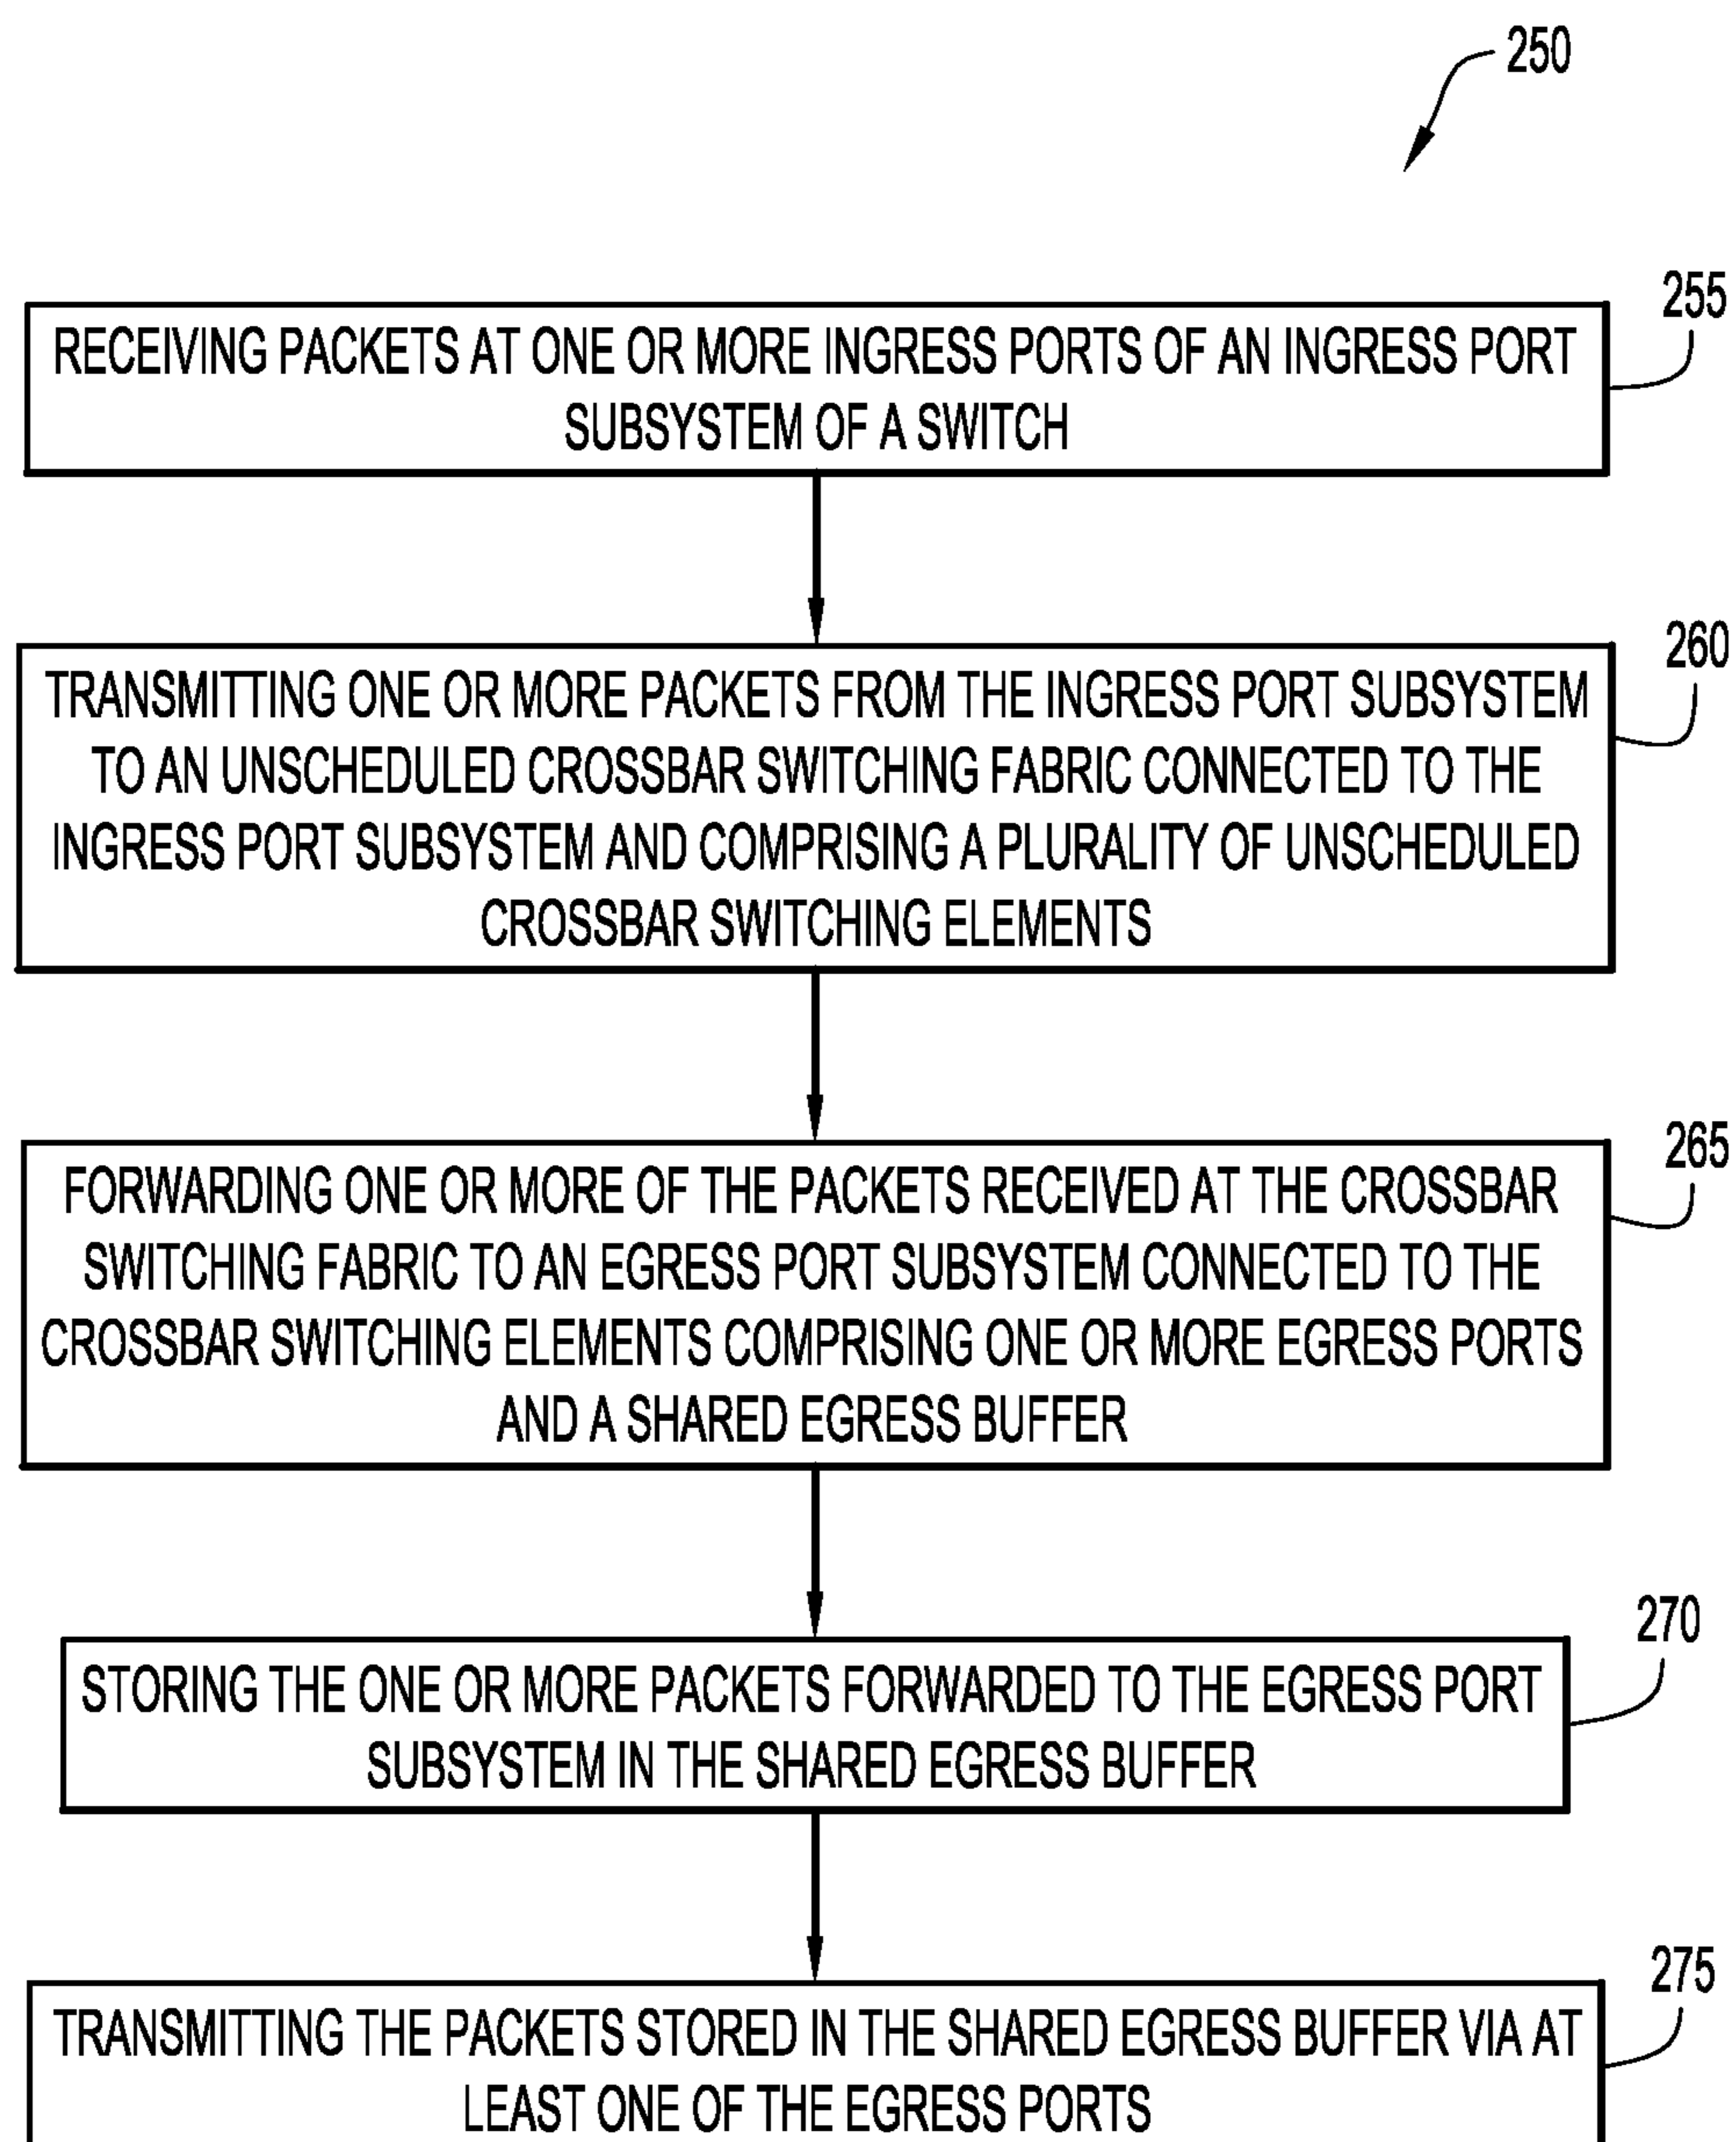 250
255
RECEIVING PACKETS AT ONE OR MORE INGRESS PORTS OF AN INGRESS PORT
SUBSYSTEM OF A SWITCH
260
TRANSMITTING ONE OR MORE PACKETS FROM THE INGRESS PORT SUBSYSTEM
TO AN UNSCHEDULED CROSSBAR SWITCHING FABRIC CONNECTED TO THE
INGRESS PORT SUBSYSTEM AND COMPRISING A PLURALITY OF UNSCHEDULED
CROSSBAR SWITCHING ELEMENTS
265
FORWARDING ONE OR MORE OF THE PACKETS RECEIVED AT THE CROSSBAR
SWITCHING FABRIC TO AN EGRESS PORT SUBSYSTEM CONNECTED TO THE
CROSSBAR SWITCHING ELEMENTS COMPRISING ONE OR MORE EGRESS PORTS
AND A SHARED EGRESS BUFFER
270
STORING THE ONE OR MORE PACKETS FORWARDED TO THE EGRESS PORT
SUBSYSTEM IN THE SHARED EGRESS BUFFER
275
TRANSMITTING THE PACKETS STORED IN THE SHARED EGRESS BUFFER VIA AT
LEAST ONE OF THE EGRESS PORTS